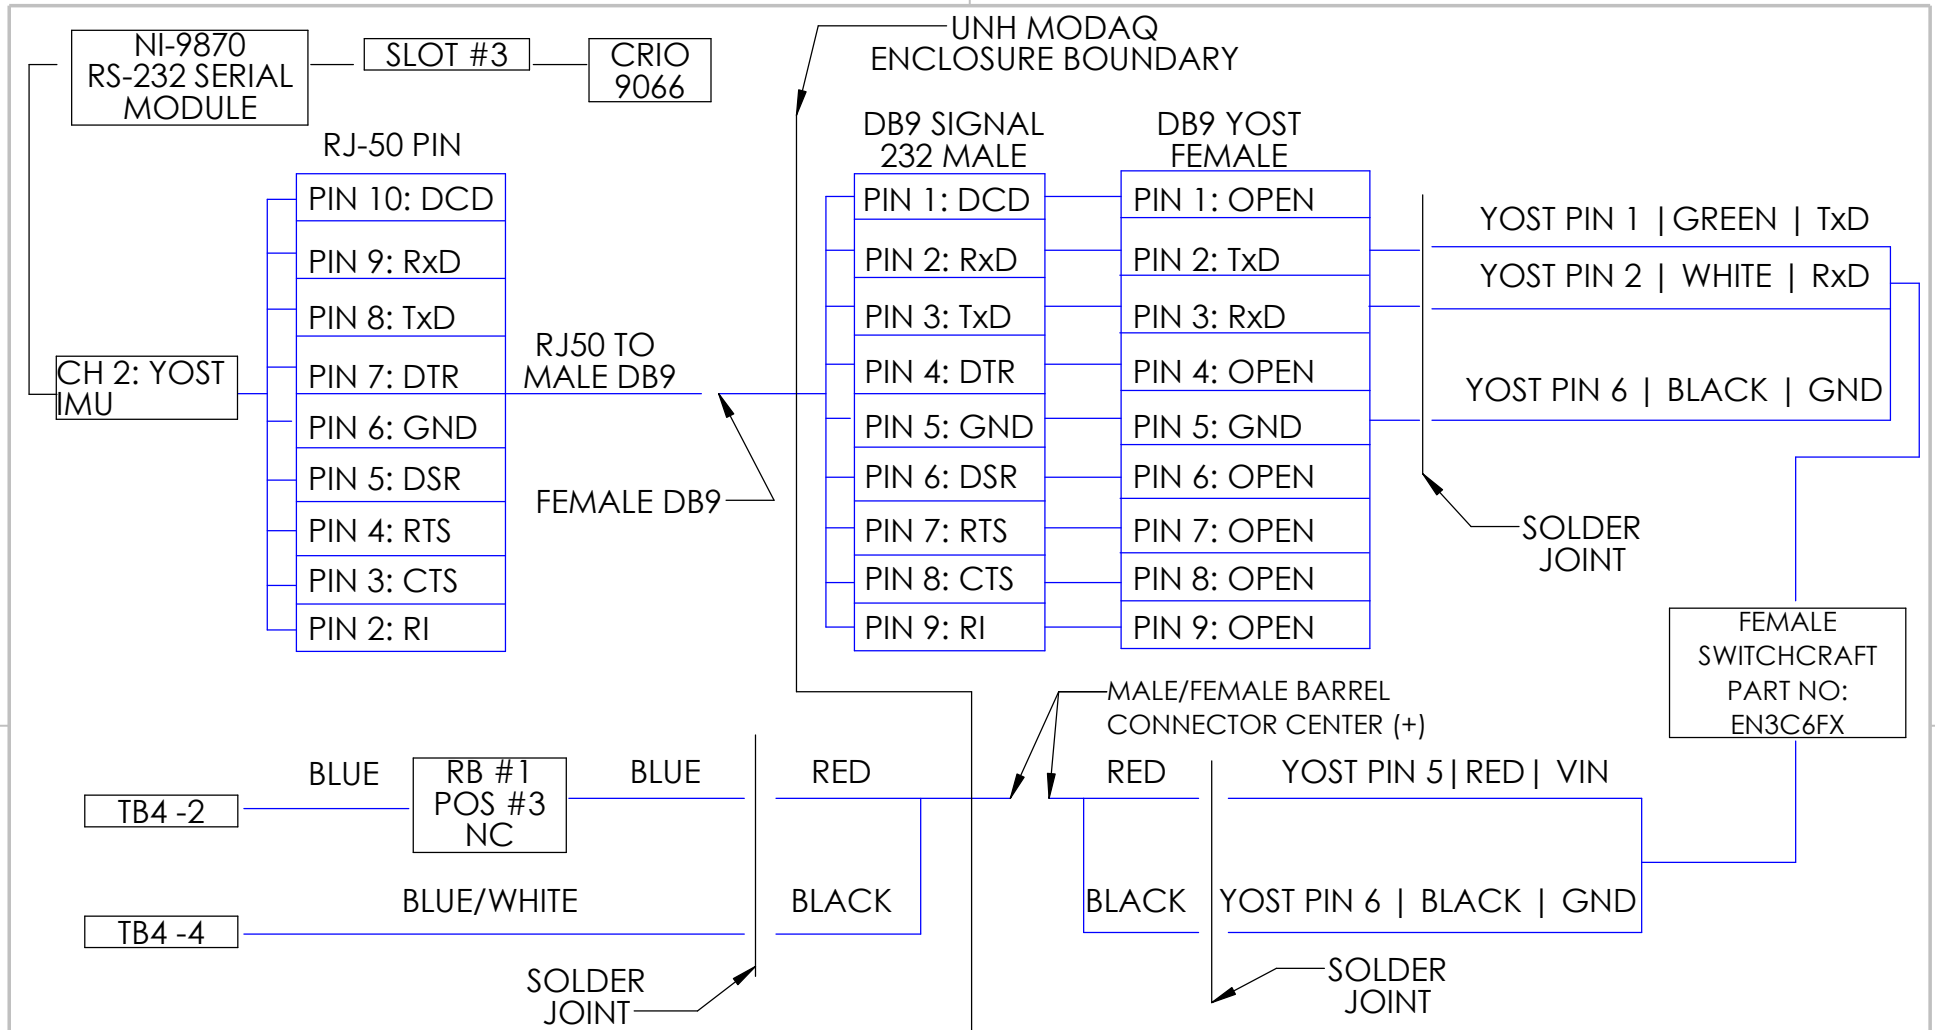 NI-9870
RS-232 SERIAL
MODULE
SLOT #3
CRIO
9066
UNH MODAQ
ENCLOSURE BOUNDARY
RJ-50 PIN
PIN 10: DCD
PIN 9: RxD
PIN 8: TxD
PIN 7: DTR
PIN 6: GND
PIN 5: DSR
PIN 4: RTS
PIN 3: CTS
PIN 2: RI
CH 2: YOST
IMU
RJ50 TO
MALE DB9
FEMALE DB9
DB9 SIGNAL
232 MALE
PIN 1: DCD
PIN 2: RxD
PIN 3: TxD
PIN 4: DTR
PIN 5: GND
PIN 6: DSR
PIN 7: RTS
PIN 8: CTS
PIN 9: RI
DB9 YOST
FEMALE
PIN 1: OPEN
PIN 2: TxD
PIN 3: RxD
PIN 4: OPEN
PIN 5: GND
PIN 6: OPEN
PIN 7: OPEN
PIN 8: OPEN
PIN 9: OPEN
YOST PIN 1 | GREEN | TxD
YOST PIN 2 | WHITE | RxD
YOST PIN 6 | BLACK | GND
SOLDER
JOINT
FEMALE
SWITCHCRAFT
PART NO:
EN3C6FX
MALE/FEMALE BARREL
CONNECTOR CENTER (+)
TB4 -2
BLUE
RB #1
POS #3
NC
BLUE
RED
RED
YOST PIN 5 | RED | VIN
TB4 -4
BLUE/WHITE
BLACK
BLACK
YOST PIN 6 | BLACK | GND
SOLDER
JOINT
SOLDER
JOINT